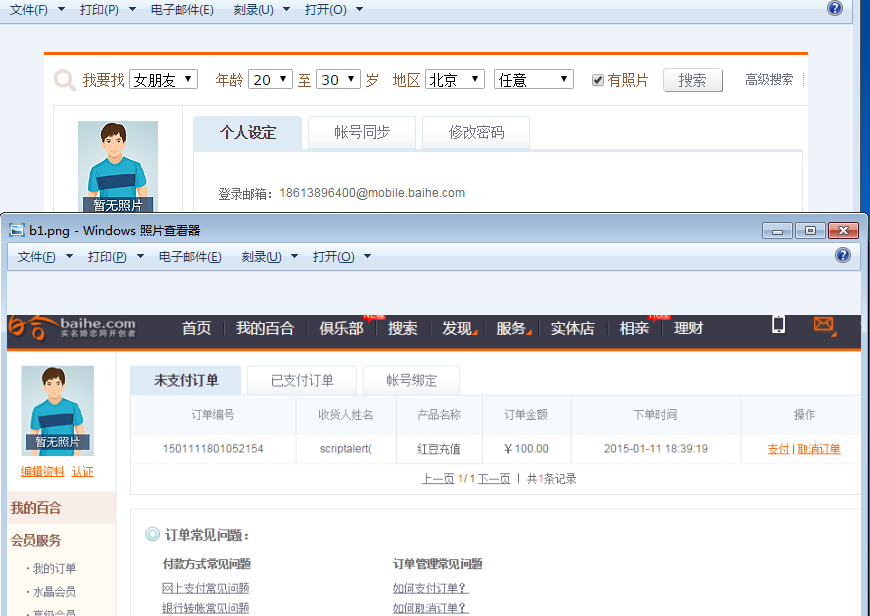 文件(F) 打印(P) 电子邮件(E) 刻录(U) 打开(O)
我要找 女朋友 年龄 20 至 30 岁 地区 北京 任意 有照片 搜索 高级搜索
个人设定 帐号同步 修改密码
登录邮箱：18613896400@mobile.baihe.com
暂无照片
b1.png - Windows 照片查看器
文件(F) 打印(P) 电子邮件(E) 刻录(U) 打开(O)
baihe.com
实名婚恋网开创者
首页 我的百合 俱乐部 NEW 搜索 发现 服务 实体店 相亲 理财
未支付订单 已支付订单 帐号绑定
订单编号 收货人姓名 产品名称 订单金额 下单时间 操作
1501111801052154 scriptalert( 红豆充值 ￥100.00 2015-01-11 18:39:19 支付 | 取消订单
暂无照片
编辑资料 认证
上一页 1/1 下一页 | 共1条记录
我的百合
会员服务
· 我的订单
· 水晶会员
· 高级会员
订单常见问题：
付款方式常见问题 订单管理常见问题
网上支付常见问题 如何支付订单？
银行转帐常见问题 如何取消订单？